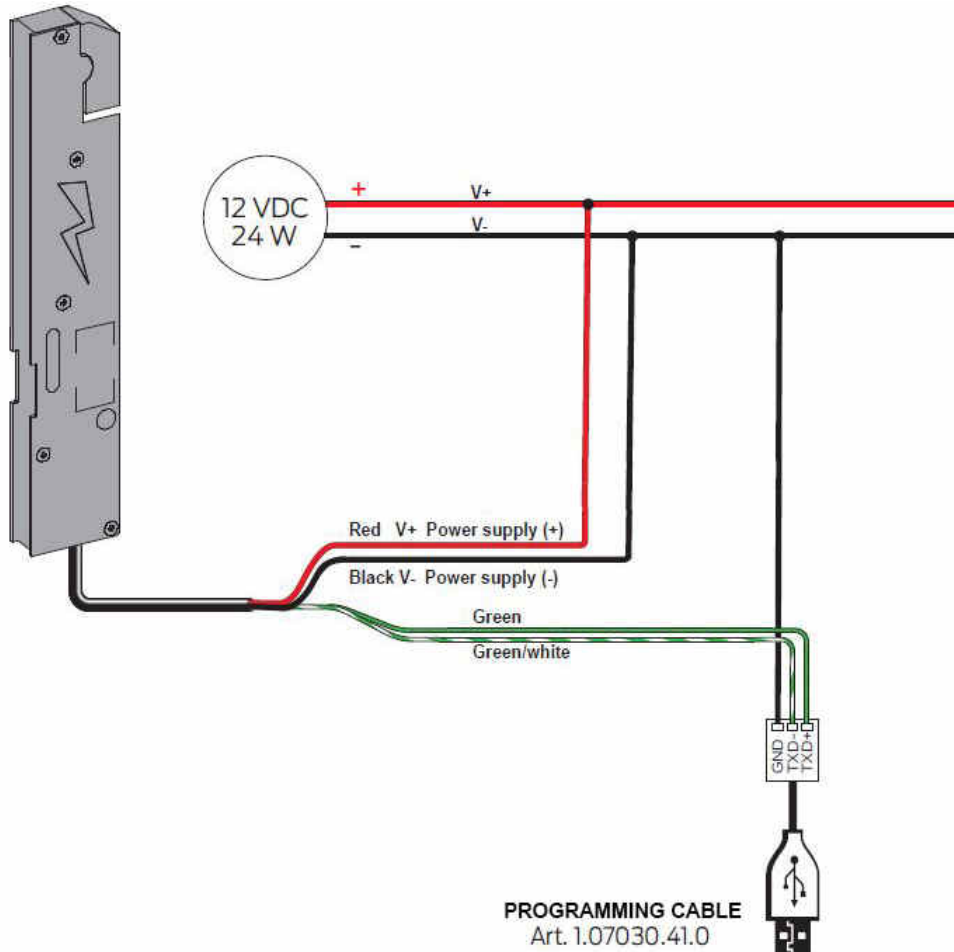 12 VDC
24 W
+
V+
V-
–
Red V+ Power supply (+)
Black V- Power supply (-)
Green
Green/white
GND
TXD-
TXD+
PROGRAMMING CABLE
Art. 1.07030.41.0